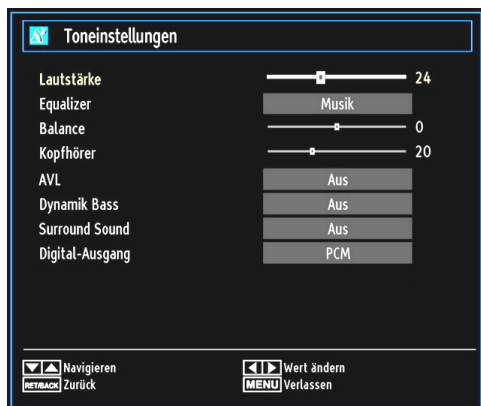 Toneinstellungen
Lautstärke 24
Equalizer Musik
Balance 0
Kopfhörer 20
AVL Aus
Dynamik Bass Aus
Surround Sound Aus
Digital-Ausgang PCM
Navigieren Wert ändern
RET/BACK Zurück MENU Verlassen